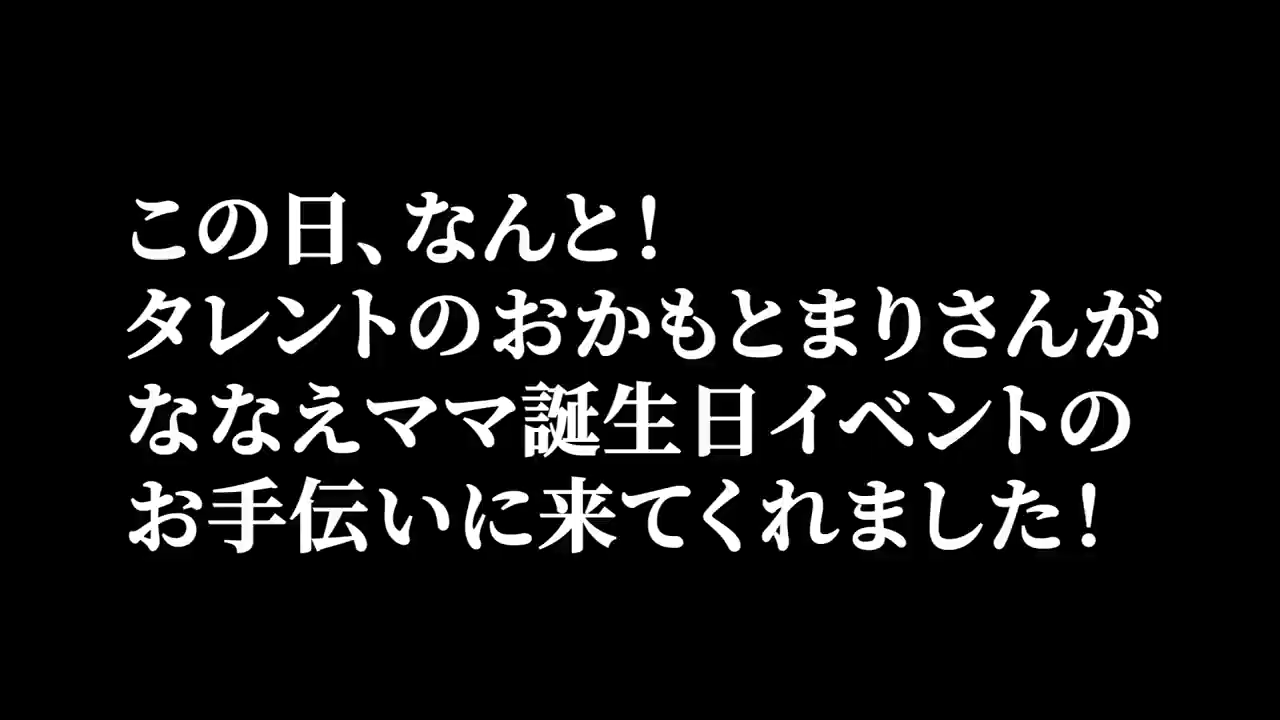 この日、なんと!
タレントのおかもとまりさんが
ななえママ誕生日イベントの
お手伝いに来てくれました!